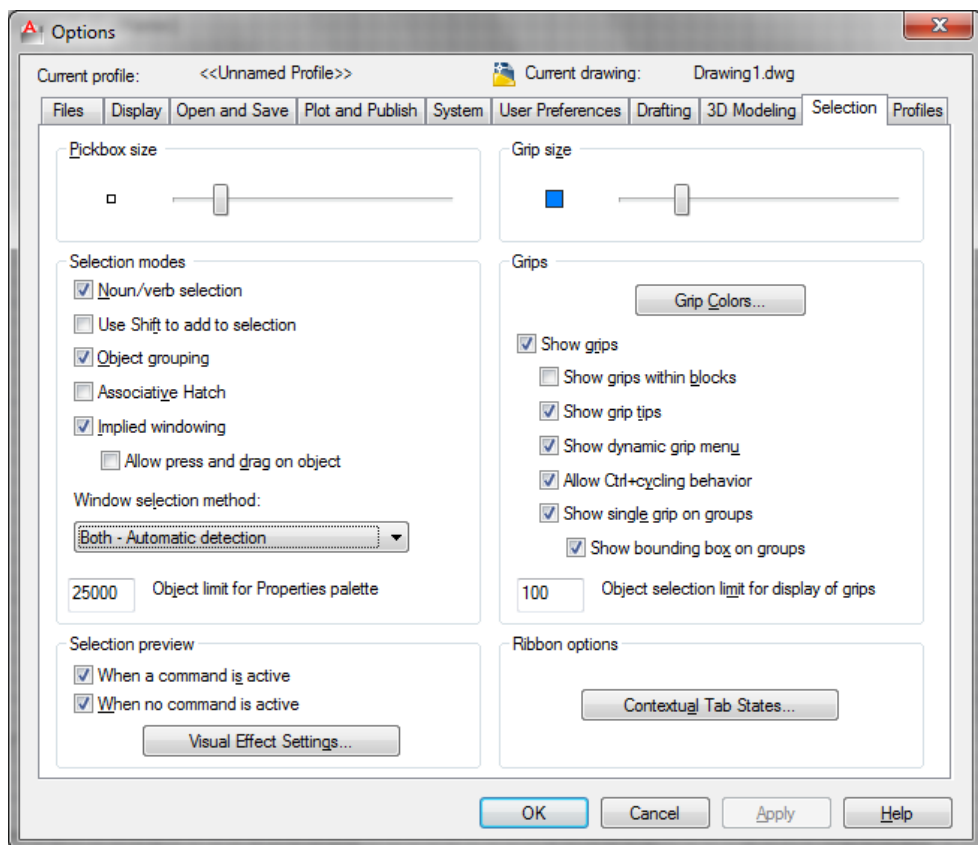 Options
Current profile: <<Unnamed Profile>> Current drawing: Drawing1.dwg
Files Display Open and Save Plot and Publish System User Preferences Drafting 3D Modeling Selection Profiles
Pickbox size
Grip size
Selection modes
Noun/verb selection
Use Shift to add to selection
Object grouping
Associative Hatch
Implied windowing
Allow press and drag on object
Window selection method:
Both - Automatic detection
25000 Object limit for Properties palette
Grips
Grip Colors...
Show grips
Show grips within blocks
Show grip tips
Show dynamic grip menu
Allow Ctrl+cycling behavior
Show single grip on groups
Show bounding box on groups
100 Object selection limit for display of grips
Selection preview
When a command is active
When no command is active
Visual Effect Settings...
Ribbon options
Contextual Tab States...
OK Cancel Apply Help